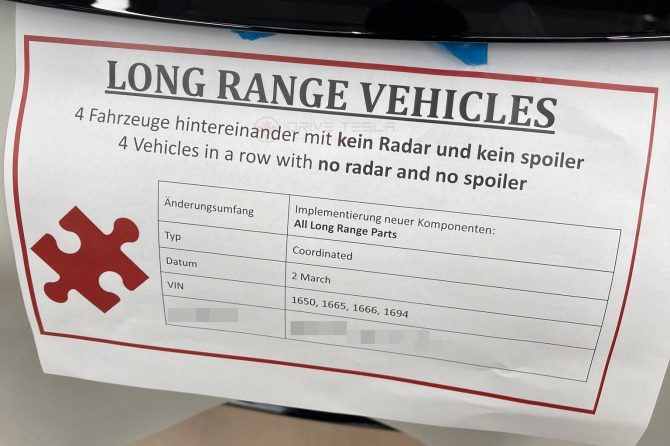 LONG RANGE VEHICLES
DRIVE TESLA
4 Fahrzeuge hintereinander mit kein Radar und kein spoiler
4 Vehicles in a row with no radar and no spoiler
Änderungsumfang
Implementierung neuer Komponenten:
All Long Range Parts
Typ
Coordinated
Datum
2 March
VIN
1650, 1665, 1666, 1694